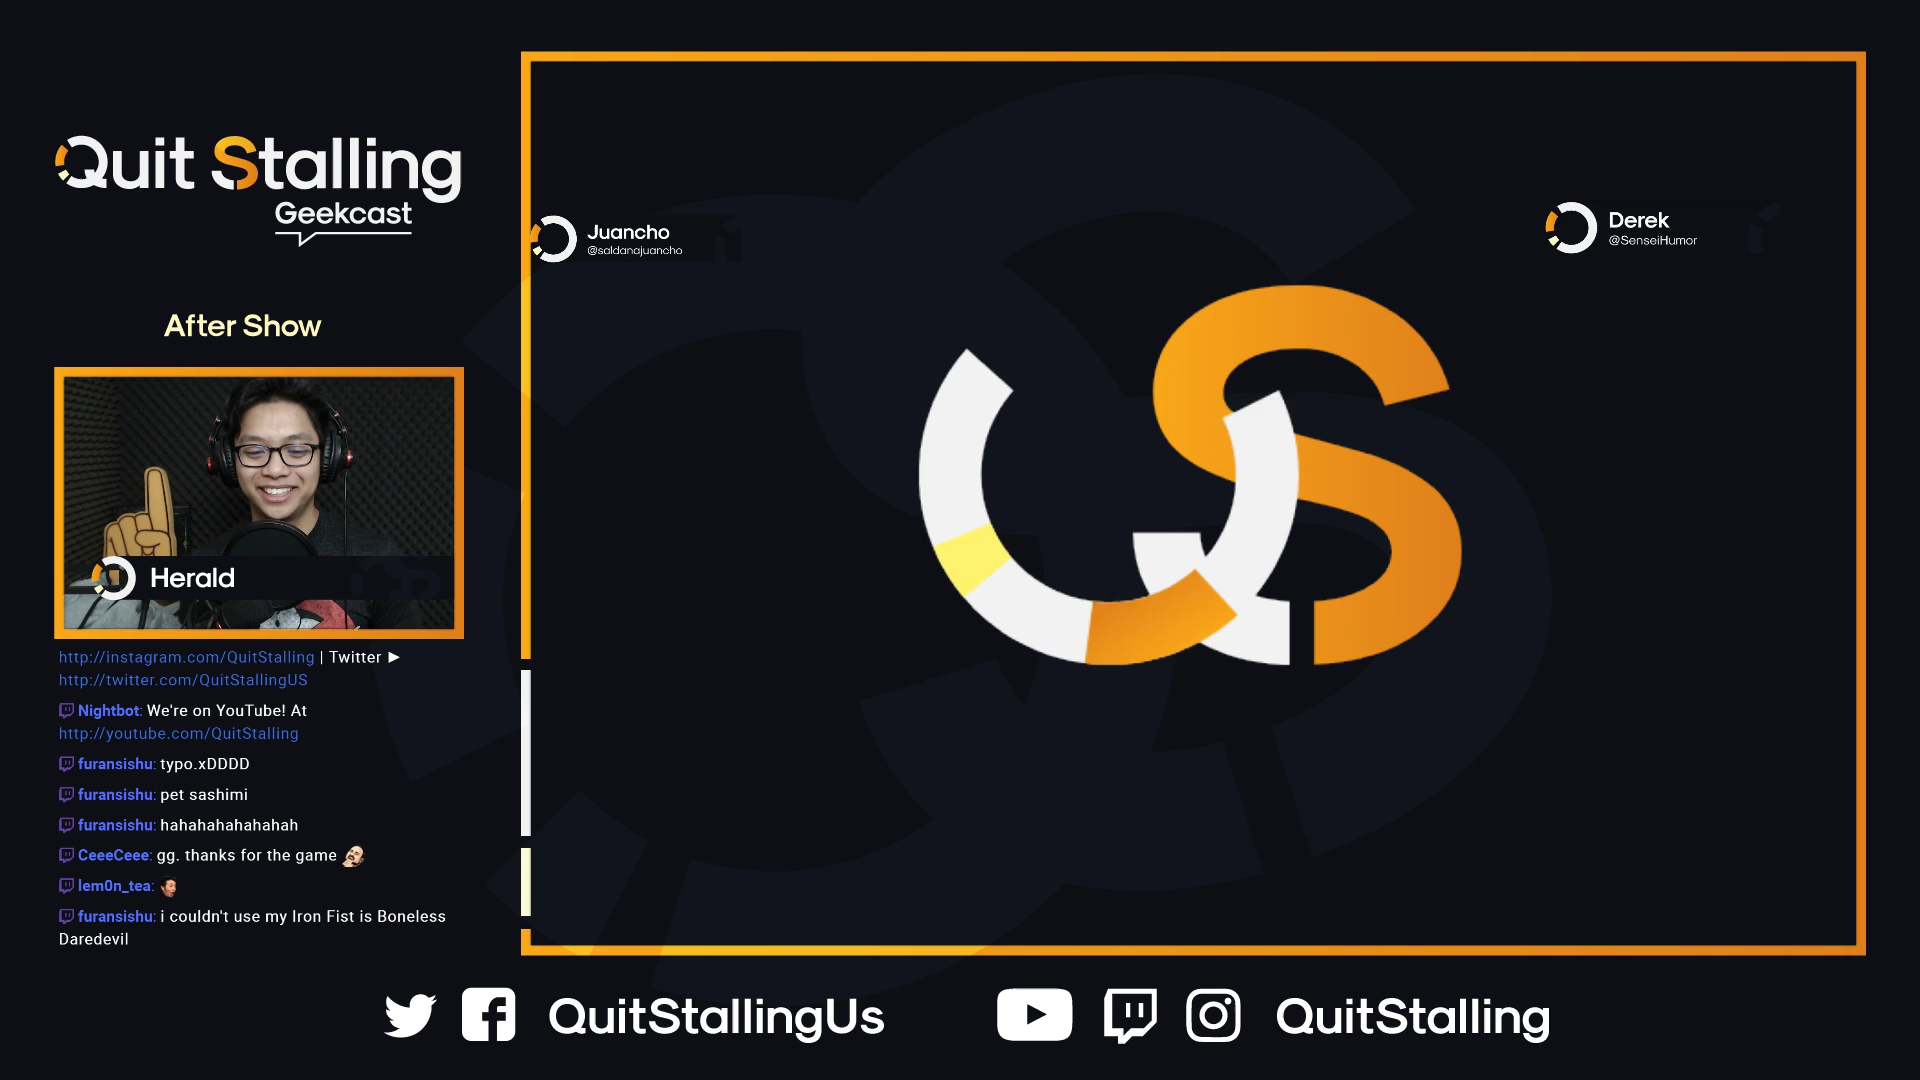 Quit Stalling
Geekcast
After Show
Herald
http://instagram.com/QuitStalling | Twitter ►
http://twitter.com/QuitStallingUS
Nightbot: We're on YouTube! At
http://youtube.com/QuitStalling
furansishu: typo.xDDDD
furansishu: pet sashimi
furansishu: hahahahahahahah
CeeeCeee: gg. thanks for the game
lem0n_tea:
furansishu: i couldn't use my Iron Fist is Boneless
Daredevil
Juancho
@saldanajuancho
Derek
@SenseiHumor
QS
QuitStallingUs
QuitStalling